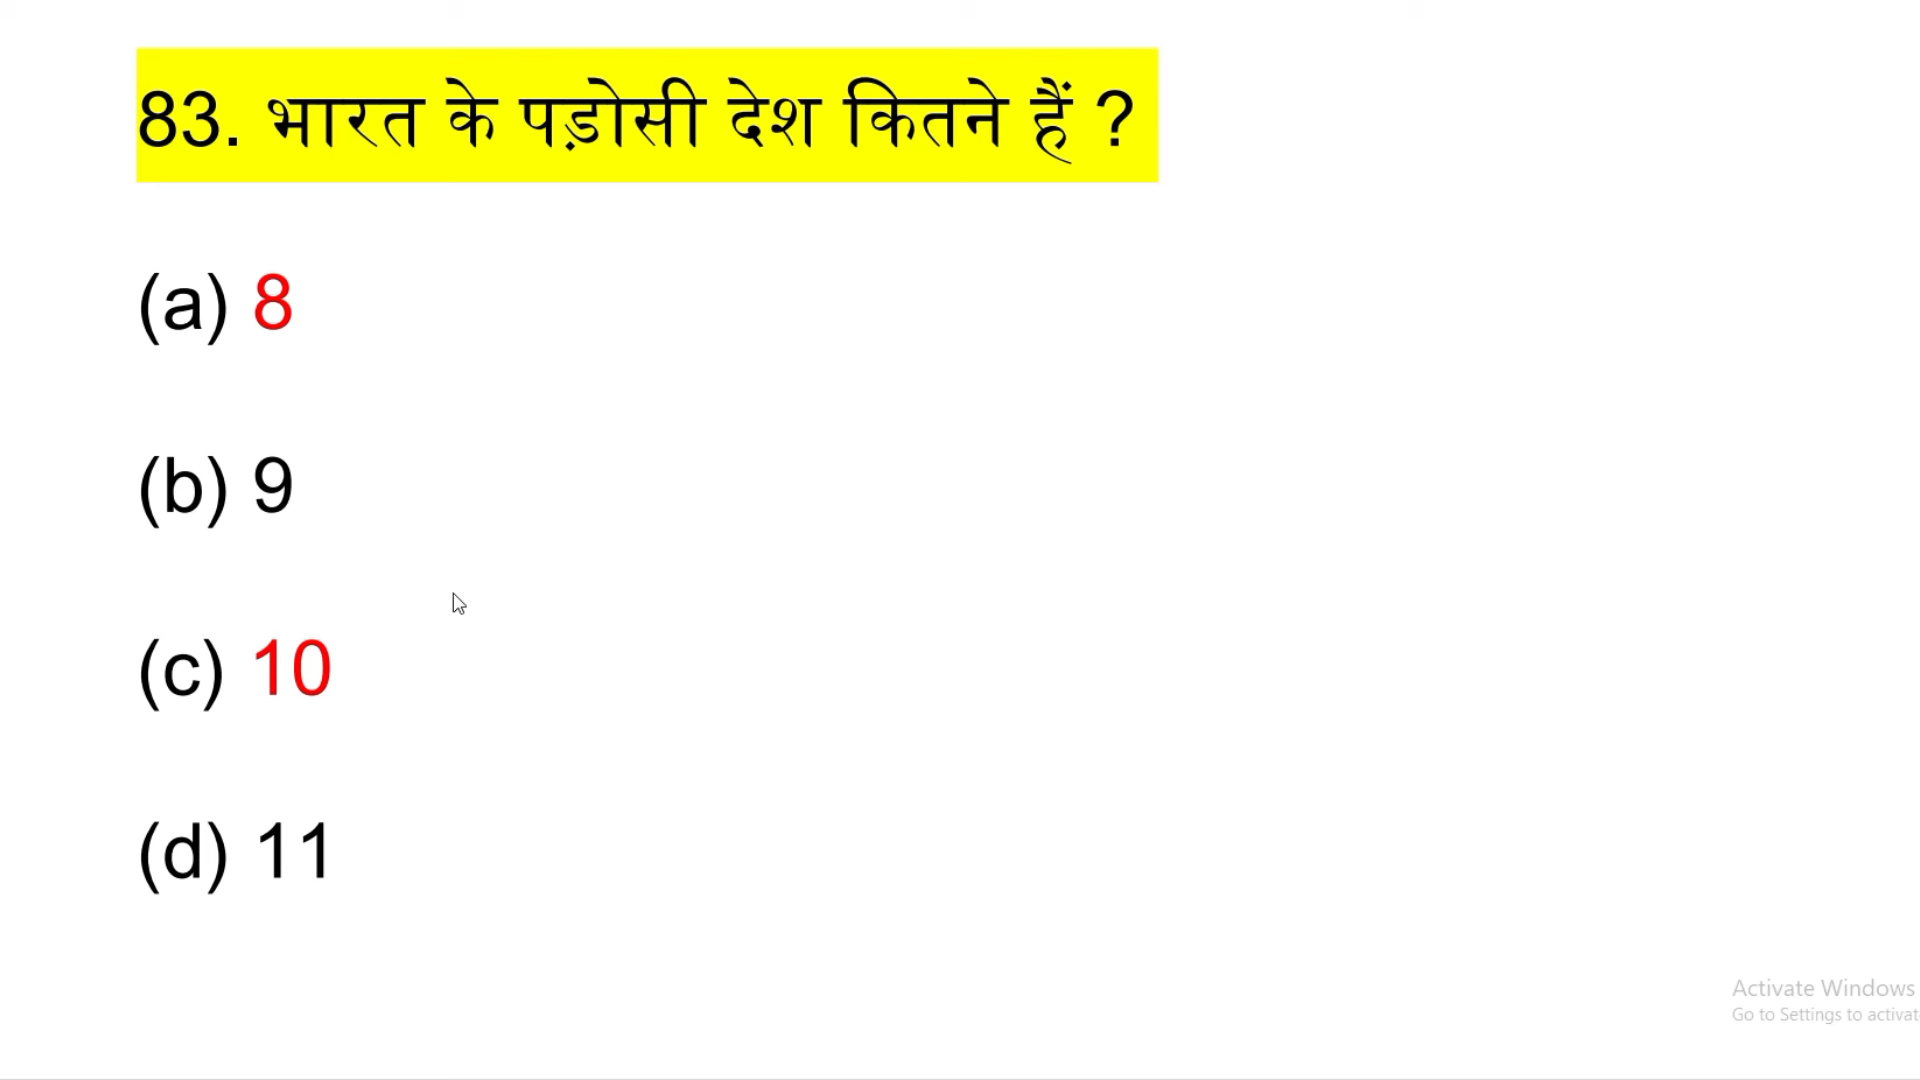 83. भारत के पड़ोसी देश कितने हैं ?
(a) 8
(b) 9
(c) 10
(d) 11
Activate Windows
Go to Settings to activat